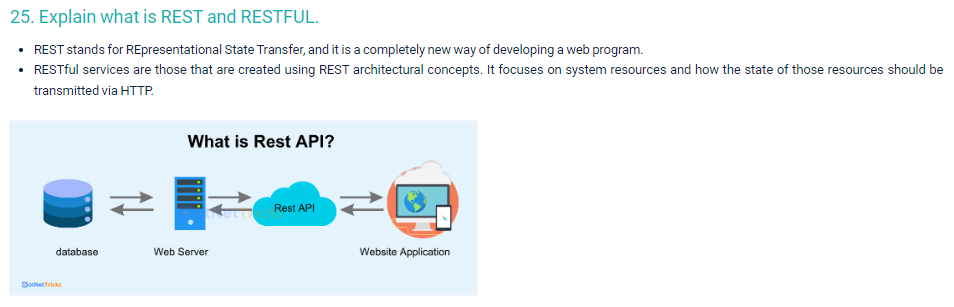 25. Explain what is REST and RESTFUL.
• REST stands for REpresentational State Transfer, and it is a completely new way of developing a web program.
• RESTful services are those that are created using REST architectural concepts. It focuses on system resources and how the state of those resources should be
transmitted via HTTP.
What is Rest API?
Rest API
database
Web Server
Website Application
DotNetTricks